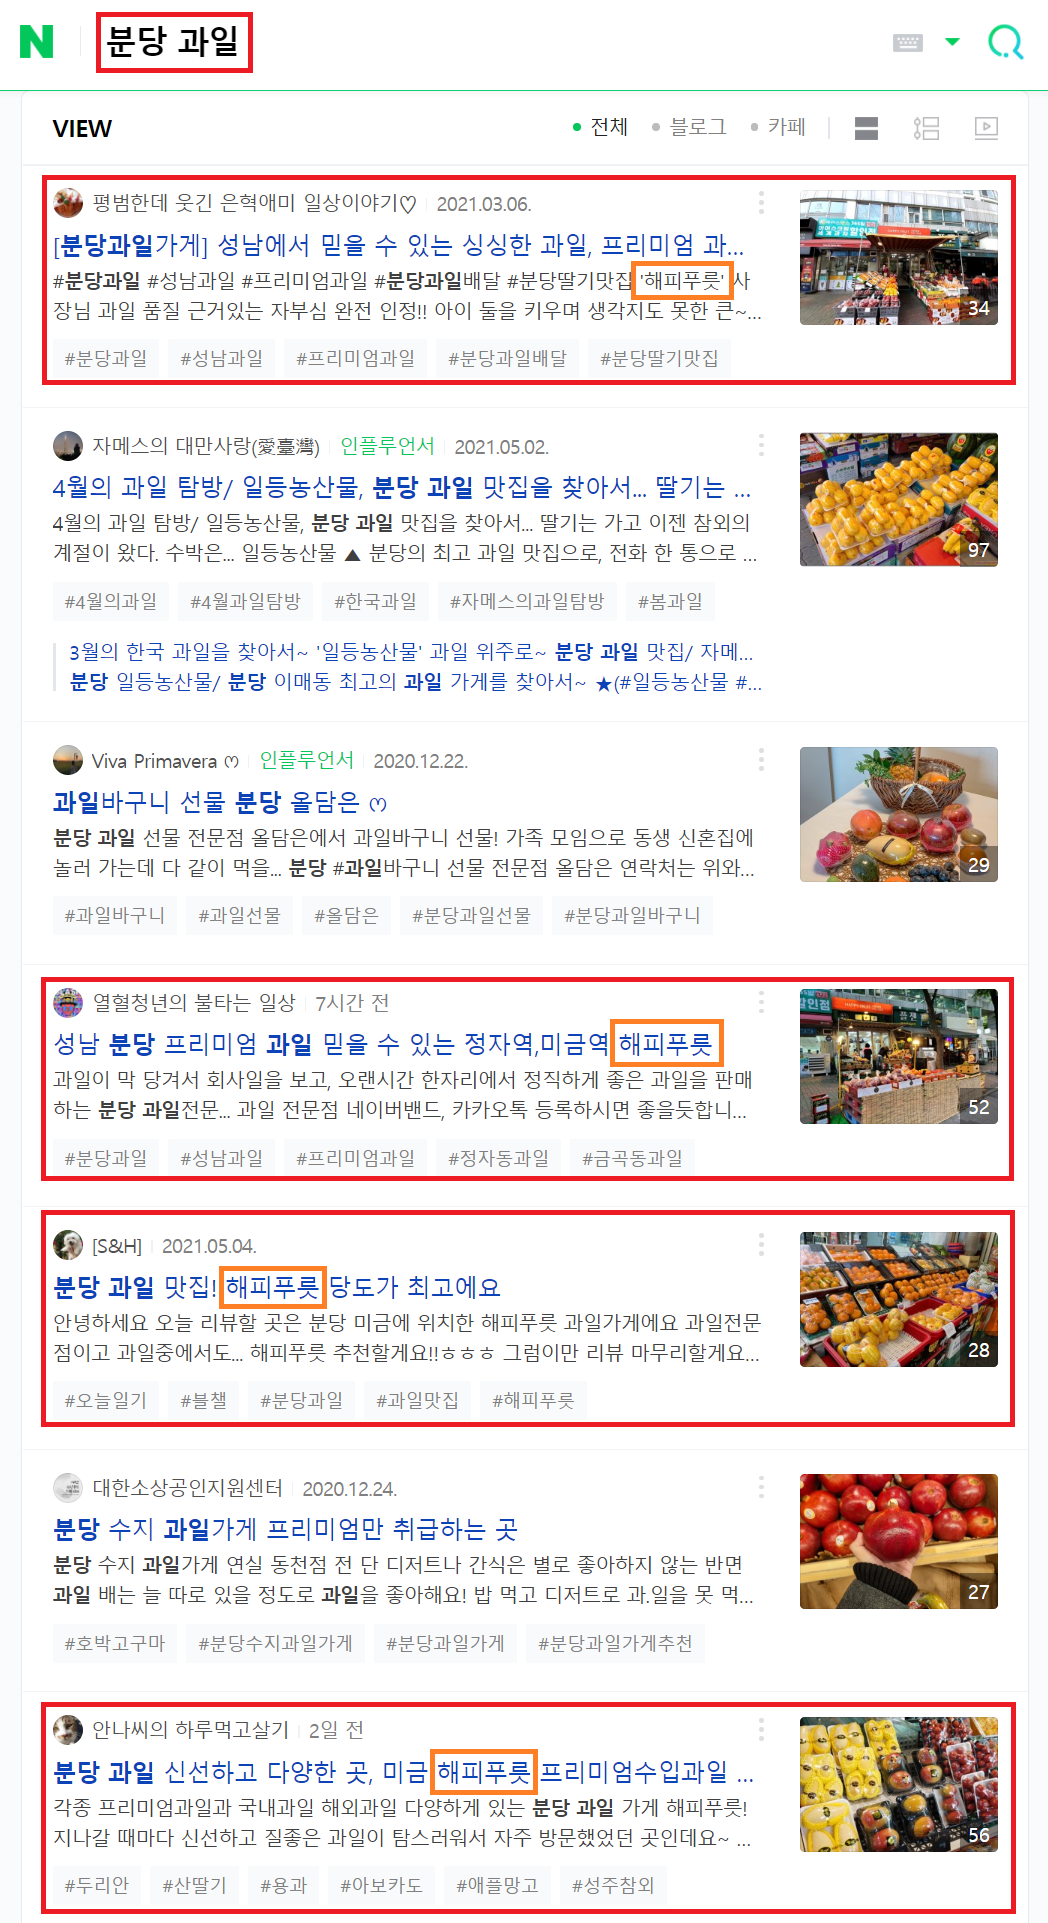 N
분당 과일
VIEW
전체
블로그
카페
평범한데 웃긴 은혁애미 일상이야기♡ 2021.03.06.
[분당과일가게] 성남에서 믿을 수 있는 싱싱한 과일, 프리미엄 과...
#분당과일 #성남과일 #프리미엄과일 #분당과일배달 #분당딸기맛집 '해피푸릇' 사
장님 과일 품질 근거있는 자부심 완전 인정!! 아이 둘을 키우며 생각지도 못한 큰~...
34
#분당과일 #성남과일 #프리미엄과일 #분당과일배달 #분당딸기맛집
자메스의 대만사랑(愛臺灣) 인플루언서 2021.05.02.
4월의 과일 탐방/ 일등농산물, 분당 과일 맛집을 찾아서... 딸기는 ...
4월의 과일 탐방/ 일등농산물, 분당 과일 맛집을 찾아서... 딸기는 가고 이젠 참외의
계절이 왔다. 수박은... 일등농산물 ▲ 분당의 최고 과일 맛집으로, 전화 한 통으로 ...
97
#4월의과일 #4월과일탐방 #한국과일 #자메스의과일탐방 #봄과일
3월의 한국 과일을 찾아서~ '일등농산물' 과일 위주로~ 분당 과일 맛집/ 자메...
분당 일등농산물/ 분당 이매동 최고의 과일 가게를 찾아서~ ★(#일등농산물 #...
Viva Primavera ෆ 인플루언서 2020.12.22.
과일바구니 선물 분당 올담은 ෆ
분당 과일 선물 전문점 올담은에서 과일바구니 선물! 가족 모임으로 동생 신혼집에
놀러 가는데 다 같이 먹을... 분당 #과일바구니 선물 전문점 올담은 연락처는 위와...
29
#과일바구니 #과일선물 #올담은 #분당과일선물 #분당과일바구니
열혈청년의 불타는 일상 7시간 전
성남 분당 프리미엄 과일 믿을 수 있는 정자역,미금역 해피푸릇
과일이 막 당겨서 회사일을 보고, 오랜시간 한자리에서 정직하게 좋은 과일을 판매
하는 분당 과일전문... 과일 전문점 네이버밴드, 카카오톡 등록하시면 좋을듯합니...
52
#분당과일 #성남과일 #프리미엄과일 #정자동과일 #금곡동과일
[S&H] 2021.05.04.
분당 과일 맛집! 해피푸릇 당도가 최고에요
안녕하세요 오늘 리뷰할 곳은 분당 미금에 위치한 해피푸릇 과일가게에요 과일전문
점이고 과일중에서도... 해피푸릇 추천할게요!!ㅎㅎㅎ 그럼이만 리뷰 마무리할게요...
28
#오늘일기 #블챌 #분당과일 #과일맛집 #해피푸릇
대한소상공인지원센터 2020.12.24.
분당 수지 과일가게 프리미엄만 취급하는 곳
분당 수지 과일가게 연실 동천점 전 단 디저트나 간식은 별로 좋아하지 않는 반면
과일 배는 늘 따로 있을 정도로 과일을 좋아해요! 밥 먹고 디저트로 과.일을 못 먹...
27
#호박고구마 #분당수지과일가게 #분당과일가게 #분당과일가게추천
안나씨의 하루먹고살기 2일 전
분당 과일 신선하고 다양한 곳, 미금 해피푸릇 프리미엄수입과일 ...
각종 프리미엄과일과 국내과일 해외과일 다양하게 있는 분당 과일 가게 해피푸릇!
지나갈 때마다 신선하고 질좋은 과일이 탐스러워서 자주 방문했었던 곳인데요~ ...
56
#두리안 #산딸기 #용과 #아보카도 #애플망고 #성주참외